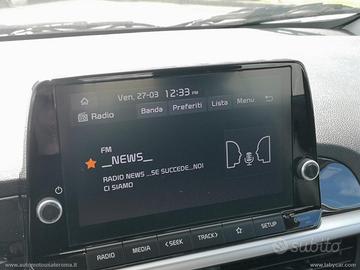 Ven, 27-03 12:33 PM
Radio Banda Preferiti Lista Menu
FM
_NEWS_
RADIO NEWS ...SE SUCCEDE...NOI
CI SIAMO
RADIO MEDIA < SEEK TRACK > SETUP
© www.automotousateroma.it
subito
© www.labycar.com